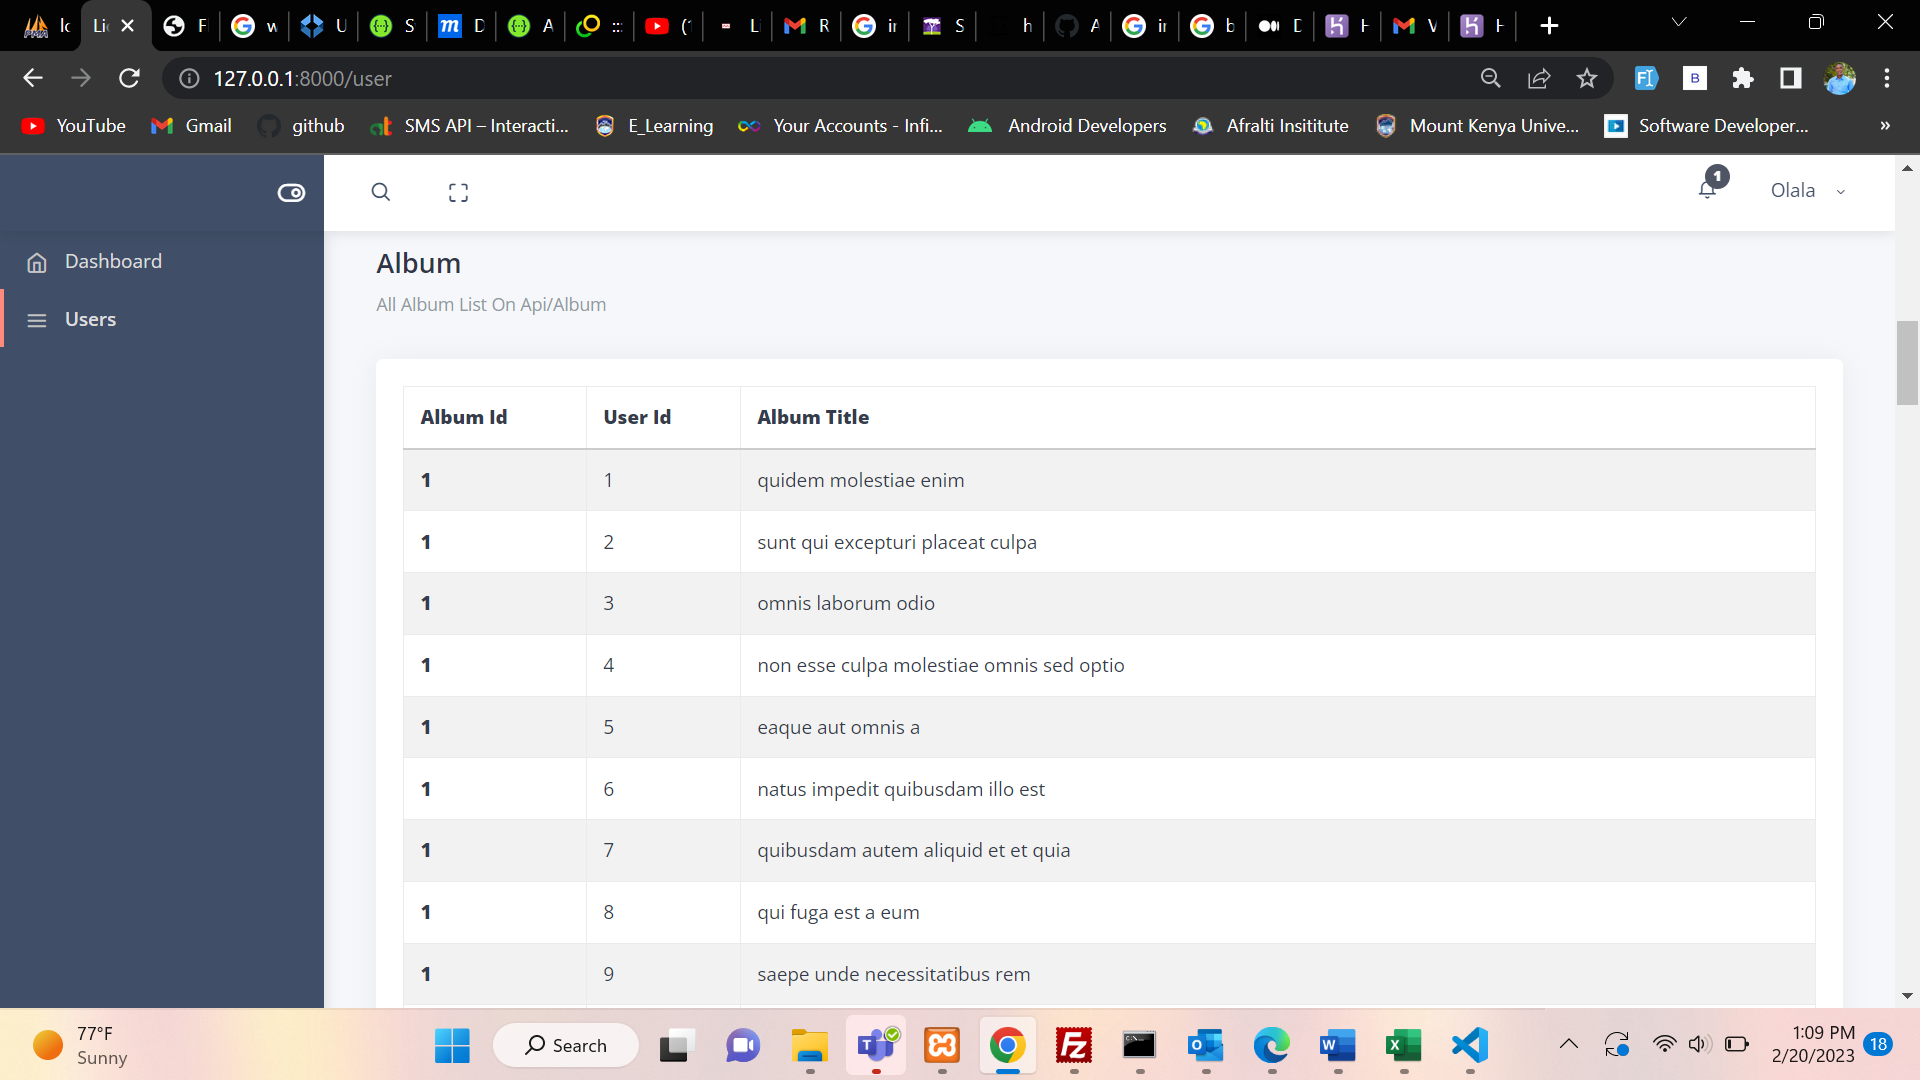 127.0.0.1:8000/user
YouTube Gmail github SMS API – Interacti... E_Learning Your Accounts - Infi... Android Developers Afralti Insititute Mount Kenya Unive... Software Developer... »
1
Olala
Dashboard
Users
Album
All Album List On Api/Album
Album Id User Id Album Title
1 1 quidem molestiae enim
1 2 sunt qui excepturi placeat culpa
1 3 omnis laborum odio
1 4 non esse culpa molestiae omnis sed optio
1 5 eaque aut omnis a
1 6 natus impedit quibusdam illo est
1 7 quibusdam autem aliquid et et quia
1 8 qui fuga est a eum
1 9 saepe unde necessitatibus rem
77°F
Sunny
Search
1:09 PM
2/20/2023
18